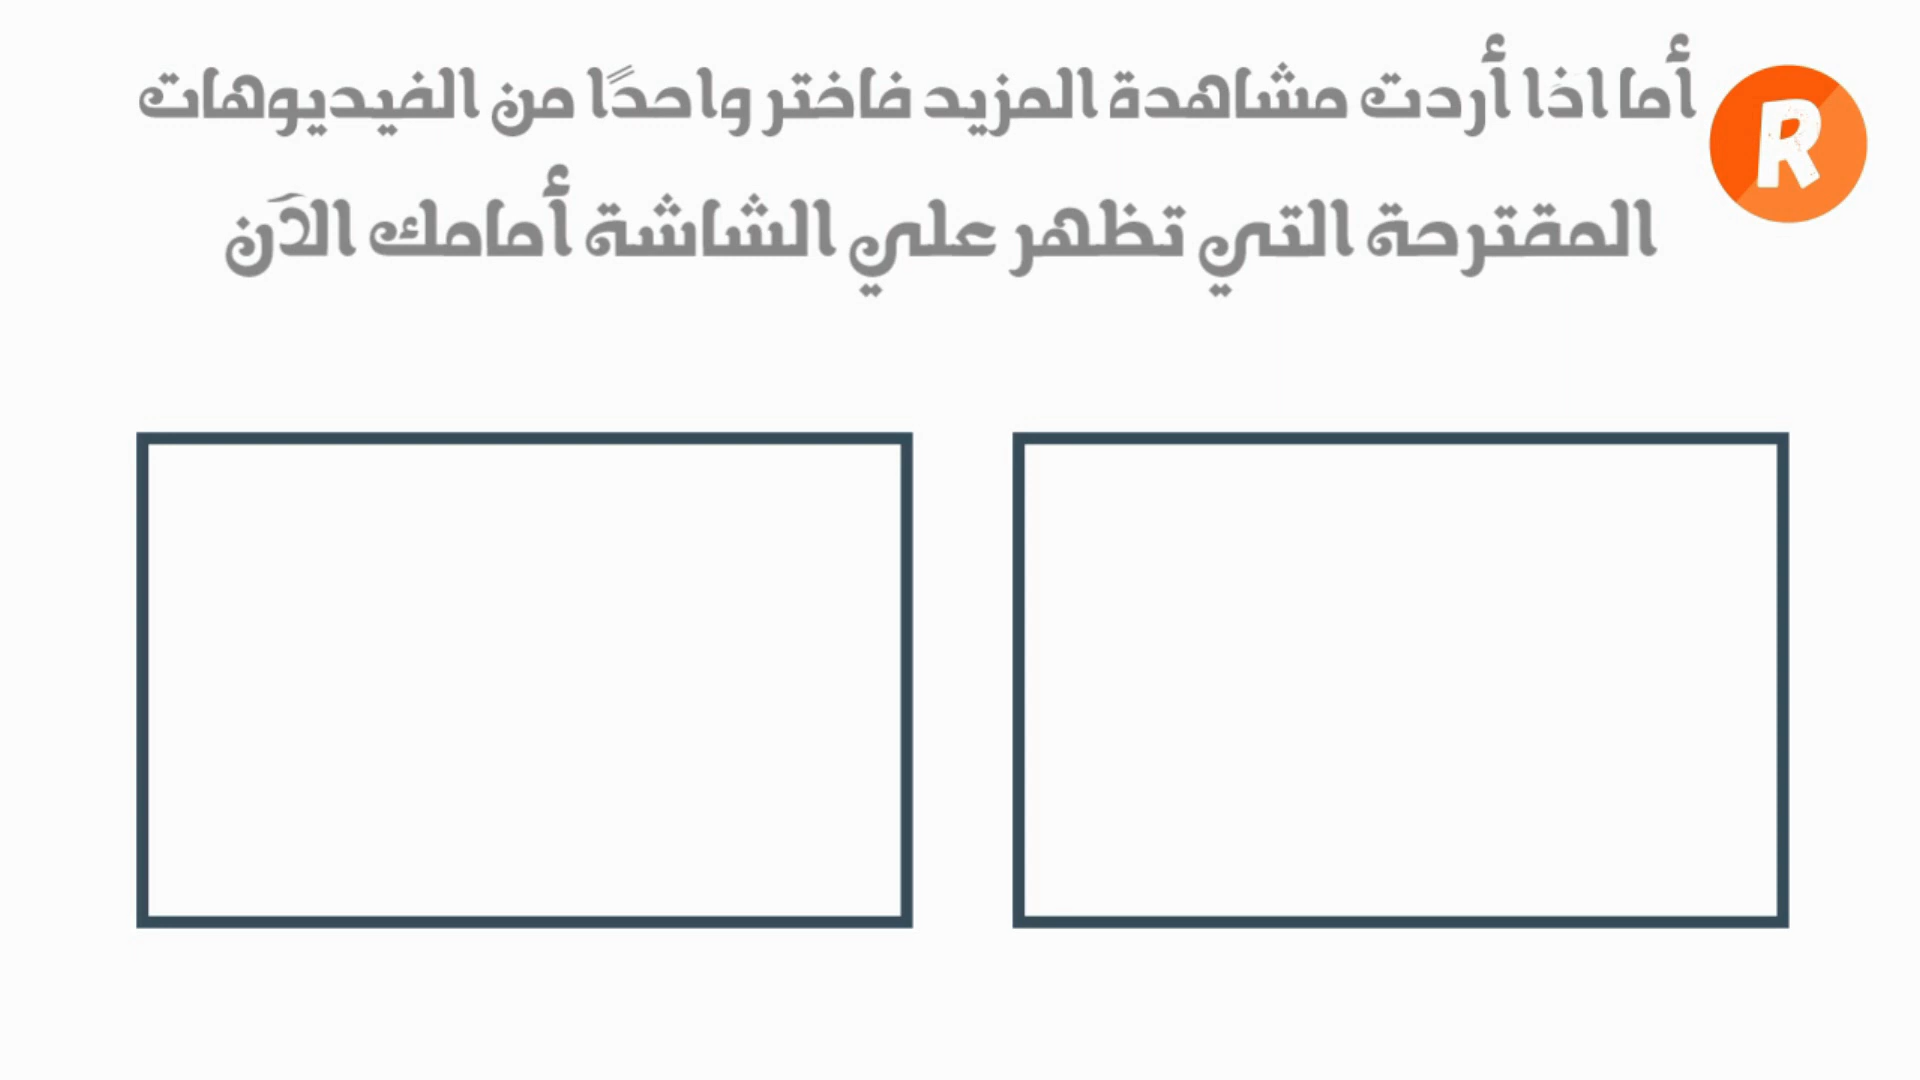 أما اذا أردت مشاهدة المزيد فاختر واحدًا من الفيديوهات
المقترحة التي تظهر علي الشاشة أمامك الآن
R